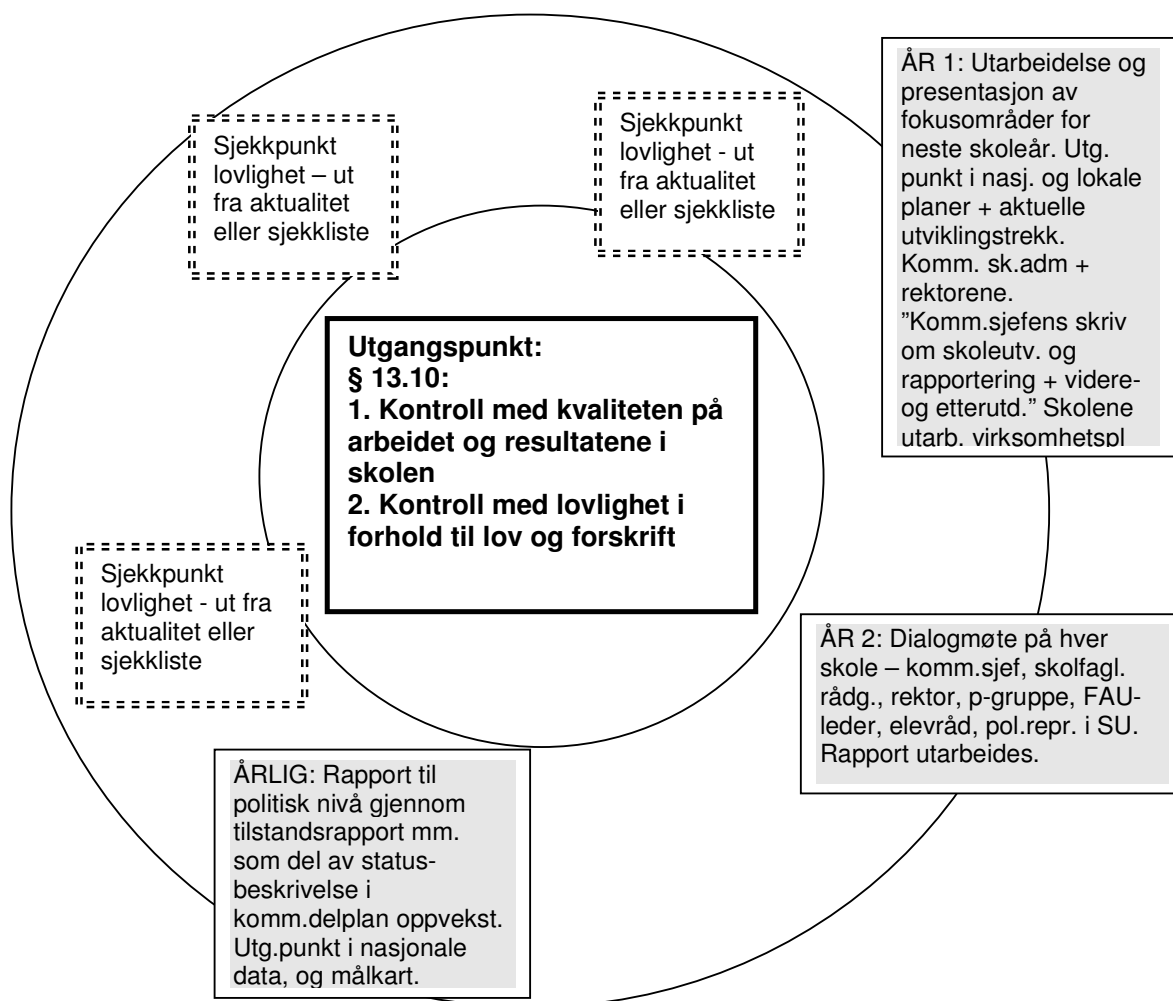 Sjekkpunkt
lovlighet – ut
fra aktualitet
eller sjekkliste
Sjekkpunkt
lovlighet - ut
fra aktualitet
eller sjekkliste
ÅR 1: Utarbeidelse og
presentasjon av
fokusområder for
neste skoleår. Utg.
punkt i nasj. og lokale
planer + aktuelle
utviklingstrekk.
Komm. sk.adm +
rektorene.
”Komm.sjefens skriv
om skoleutv. og
rapportering + videre-
og etterutd.” Skolene
utarb. virksomhetspl
Utgangspunkt:
§ 13.10:
1. Kontroll med kvaliteten på
arbeidet og resultatene i
skolen
2. Kontroll med lovlighet i
forhold til lov og forskrift
Sjekkpunkt
lovlighet - ut fra
aktualitet eller
sjekkliste
ÅR 2: Dialogmøte på hver
skole – komm.sjef, skolfagl.
rådg., rektor, p-gruppe, FAU-
leder, elevråd, pol.repr. i SU.
Rapport utarbeides.
ÅRLIG: Rapport til
politisk nivå gjennom
tilstandsrapport mm.
som del av status-
beskrivelse i
komm.delplan oppvekst.
Utg.punkt i nasjonale
data, og målkart.